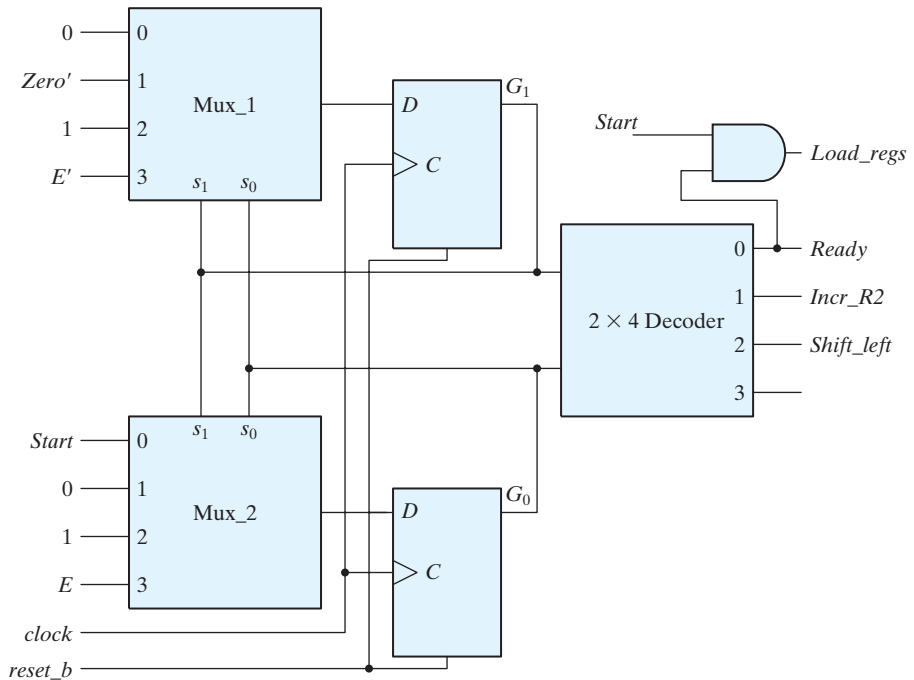 0
0
Zero'
1
Mux_1
1
2
E'
3
s₁
s₀
D
C
G₁
Start
Load_regs
2 × 4 Decoder
0
Ready
1
Incr_R2
2
Shift_left
3
Start
0
s₁
s₀
0
1
Mux_2
1
2
E
3
D
C
G₀
clock
reset_b